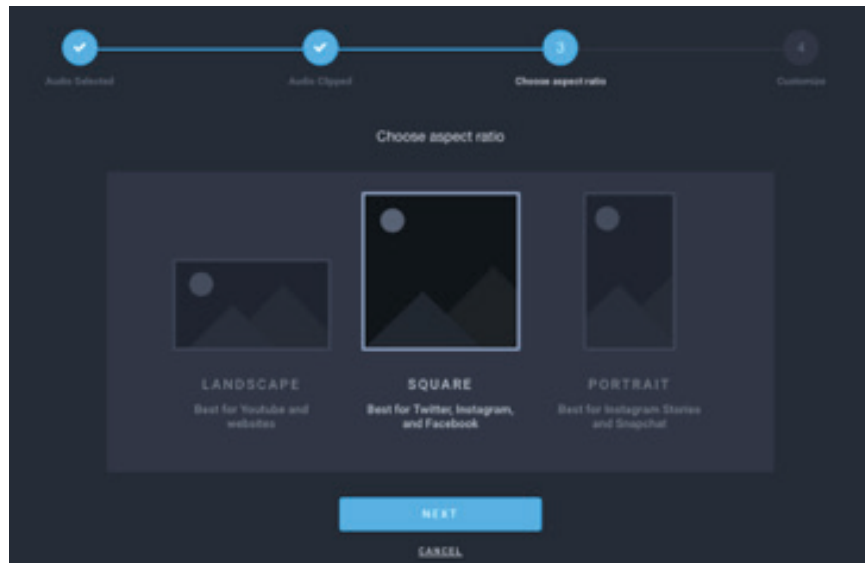 3
4
Audio Selected
Audio Clipped
Choose aspect ratio
Customize
Choose aspect ratio
LANDSCAPE
Best for Youtube and
websites
SQUARE
Best for Twitter, Instagram,
and Facebook
PORTRAIT
Best for Instagram Stories
and Snapchat
NEXT
CANCEL